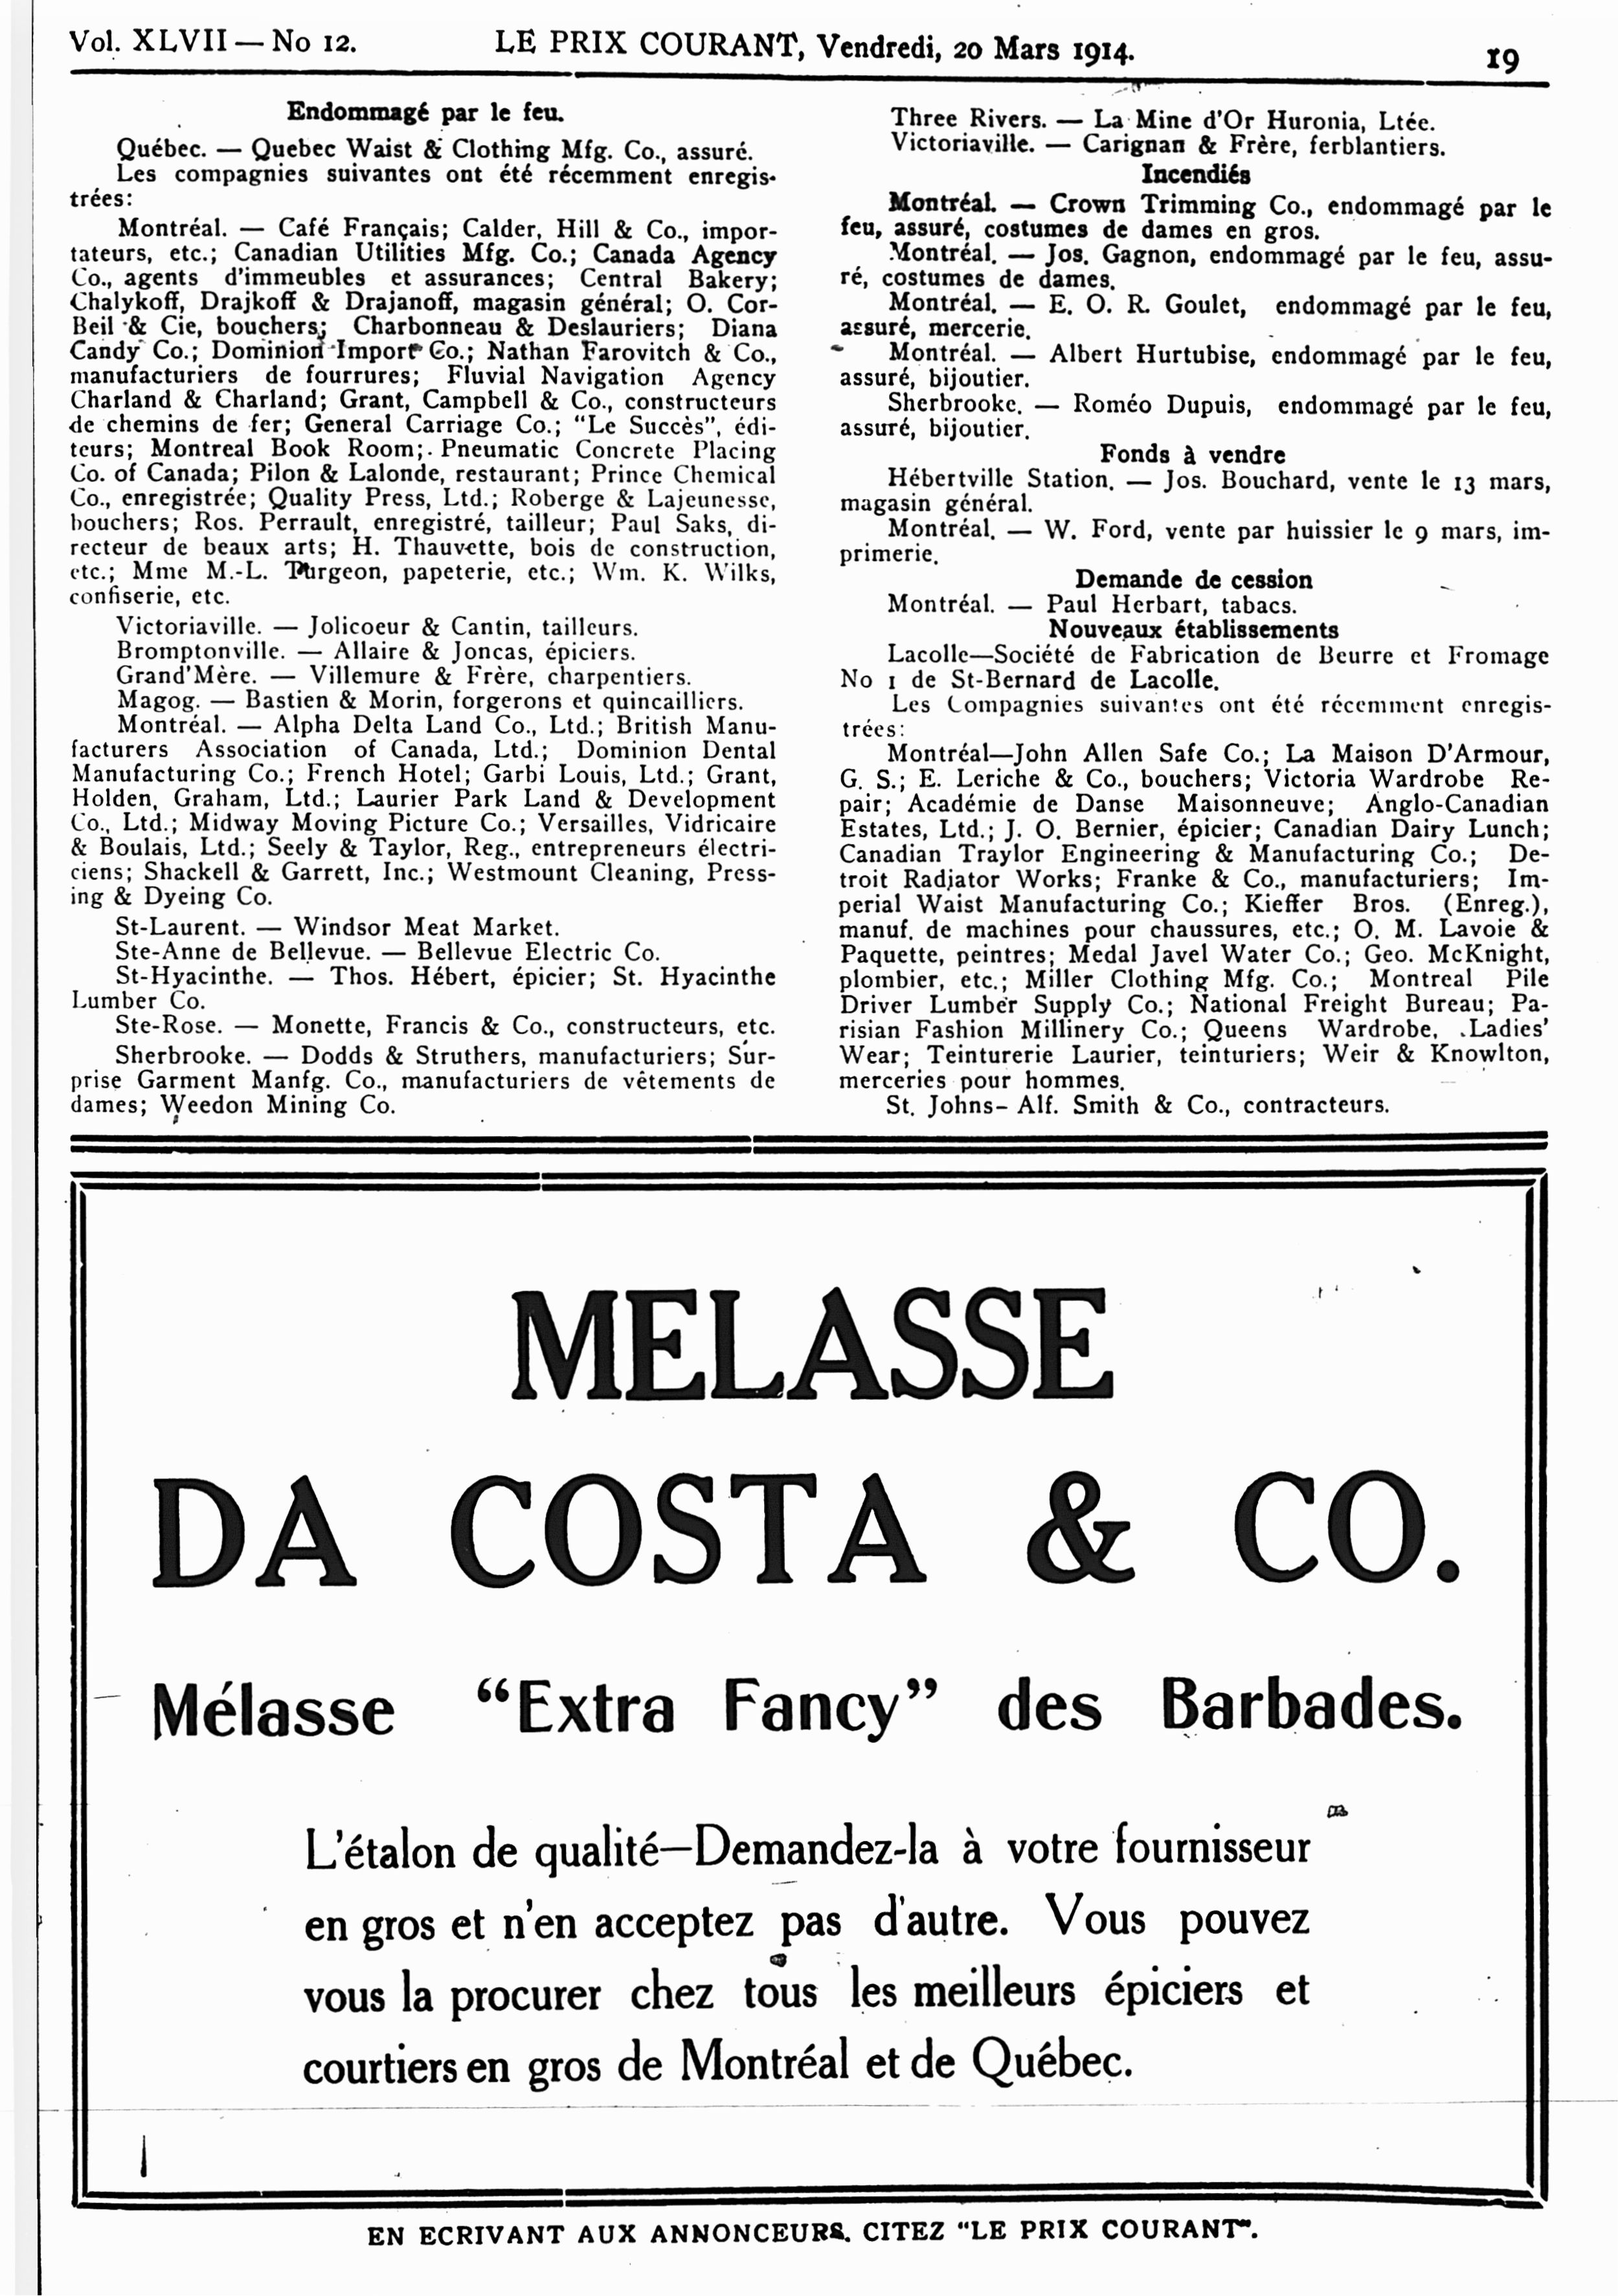 Vol. XLVII — No 12.
LE PRIX COURANT, Vendredi, 20 Mars 1914.
19
Endommagé par le feu.
Québec. — Quebec Waist & Clothing Mfg. Co., assuré.
Les compagnies suivantes ont été récemment enregis-
trées:
Montréal. — Café Français; Calder, Hill & Co., impor-
tateurs, etc.; Canadian Utilities Mfg. Co.; Canada Agency
Co., agents d'immeubles et assurances; Central Bakery;
Chalykoff, Drajkoff & Drajanoff, magasin général; O. Cor-
Beil & Cie, bouchers; Charbonneau & Deslauriers; Diana
Candy Co.; Dominion Import Co.; Nathan Farovitch & Co.,
manufacturiers de fourrures; Fluvial Navigation Agency
Charland & Charland; Grant, Campbell & Co., constructeurs
de chemins de fer; General Carriage Co.; "Le Succès", édi-
teurs; Montreal Book Room; Pneumatic Concrete Placing
Co. of Canada; Pilon & Lalonde, restaurant; Prince Chemical
Co., enregistrée; Quality Press, Ltd.; Roberge & Lajeunesse,
bouchers; Ros. Perrault, enregistré, tailleur; Paul Saks, di-
recteur de beaux arts; H. Thauvette, bois de construction,
etc.; Mme M.-L. Turgeon, papeterie, etc.; Wm. K. Wilks,
confiserie, etc.
Victoriaville. — Jolicoeur & Cantin, tailleurs.
Bromptonville. — Allaire & Joncas, épiciers.
Grand'Mère. — Villemure & Frère, charpentiers.
Magog. — Bastien & Morin, forgerons et quincailliers.
Montréal. — Alpha Delta Land Co., Ltd.; British Manu-
facturers Association of Canada, Ltd.; Dominion Dental
Manufacturing Co.; French Hotel; Garbi Louis, Ltd.; Grant,
Holden, Graham, Ltd.; Laurier Park Land & Development
Co., Ltd.; Midway Moving Picture Co.; Versailles, Vidricaire
& Boulais, Ltd.; Seely & Taylor, Reg., entrepreneurs électri-
ciens; Shackell & Garrett, Inc.; Westmount Cleaning, Press-
ing & Dyeing Co.
St-Laurent. — Windsor Meat Market.
Ste-Anne de Bellevue. — Bellevue Electric Co.
St-Hyacinthe. — Thos. Hébert, épicier; St. Hyacinthe
Lumber Co.
Ste-Rose. — Monette, Francis & Co., constructeurs, etc.
Sherbrooke. — Dodds & Struthers, manufacturiers; Sur-
prise Garment Manfg. Co., manufacturiers de vêtements de
dames; Weedon Mining Co.
Three Rivers. — La Mine d'Or Huronia, Ltée.
Victoriaville. — Carignan & Frère, ferblantiers.
Incendiés
Montréal. — Crown Trimming Co., endommagé par le
feu, assuré, costumes de dames en gros.
Montréal. — Jos. Gagnon, endommagé par le feu, assu-
ré, costumes de dames.
Montréal. — E. O. R. Goulet, endommagé par le feu,
assuré, mercerie.
Montréal. — Albert Hurtubise, endommagé par le feu,
assuré, bijoutier.
Sherbrooke. — Roméo Dupuis, endommagé par le feu,
assuré, bijoutier.
Fonds à vendre
Hébertville Station. — Jos. Bouchard, vente le 13 mars,
magasin général.
Montréal. — W. Ford, vente par huissier le 9 mars, im-
primerie.
Demande de cession
Montréal. — Paul Herbart, tabacs.
Nouveaux établissements
Lacolle—Société de Fabrication de Beurre et Fromage
No 1 de St-Bernard de Lacolle.
Les Compagnies suivantes ont été récemment enregis-
trées:
Montréal—John Allen Safe Co.; La Maison D'Armour,
G. S.; E. Leriche & Co., bouchers; Victoria Wardrobe Re-
pair; Académie de Danse Maisonneuve; Anglo-Canadian
Estates, Ltd.; J. O. Bernier, épicier; Canadian Dairy Lunch;
Canadian Traylor Engineering & Manufacturing Co.; De-
troit Radiator Works; Franke & Co., manufacturiers; Im-
perial Waist Manufacturing Co.; Kieffer Bros. (Enreg.),
manuf. de machines pour chaussures, etc.; O. M. Lavoie &
Paquette, peintres; Medal Javel Water Co.; Geo. McKnight,
plombier, etc.; Miller Clothing Mfg. Co.; Montreal Pile
Driver Lumber Supply Co.; National Freight Bureau; Pa-
risian Fashion Millinery Co.; Queens Wardrobe, Ladies'
Wear; Teinturerie Laurier, teinturiers; Weir & Knowlton,
merceries pour hommes.
St. Johns- Alf. Smith & Co., contracteurs.
MELASSE
DA COSTA & CO.
Mélasse "Extra Fancy" des Barbades.
L'étalon de qualité—Demandez-la à votre fournisseur
en gros et n'en acceptez pas d'autre. Vous pouvez
vous la procurer chez tous les meilleurs épiciers et
courtiers en gros de Montréal et de Québec.
EN ECRIVANT AUX ANNONCEURS. CITEZ "LE PRIX COURANT".